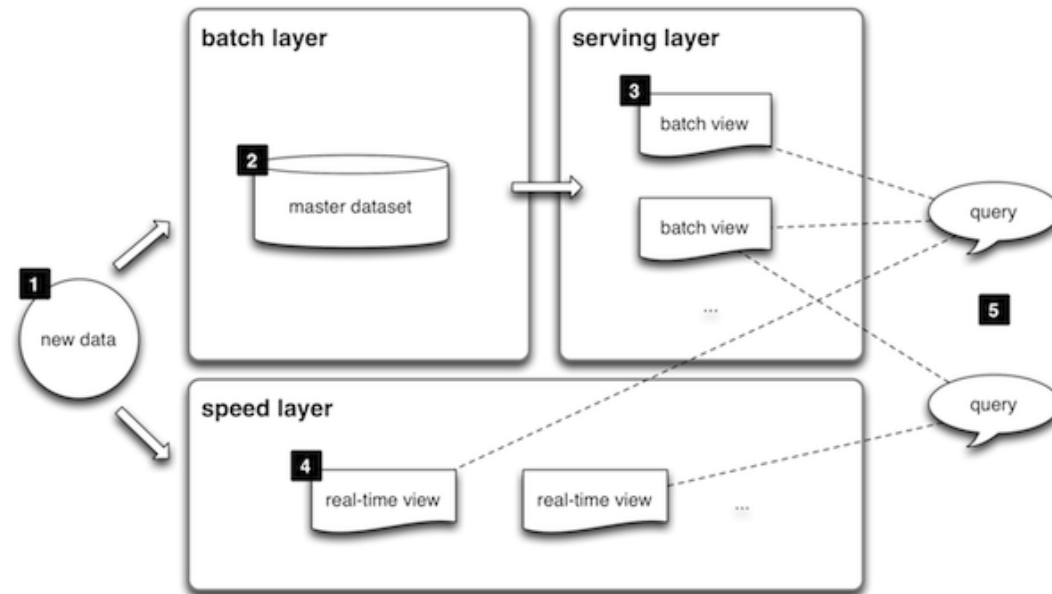 batch layer
serving layer
3
batch view
2
master dataset
batch view
query
1
new data
...
5
speed layer
query
4
real-time view
real-time view
...